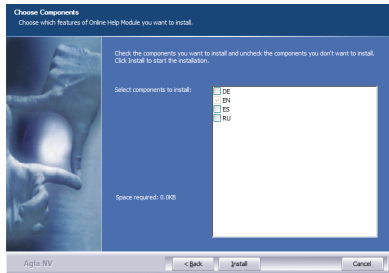 Choose Components
Choose which features of Online Help Module you want to install.
Check the components you want to install and uncheck the components you don't want to install.
Click Install to start the installation.
Select components to install:
DE
EN
ES
RU
Space required: 0.0KB
Agfa NV
< Back
Install
Cancel